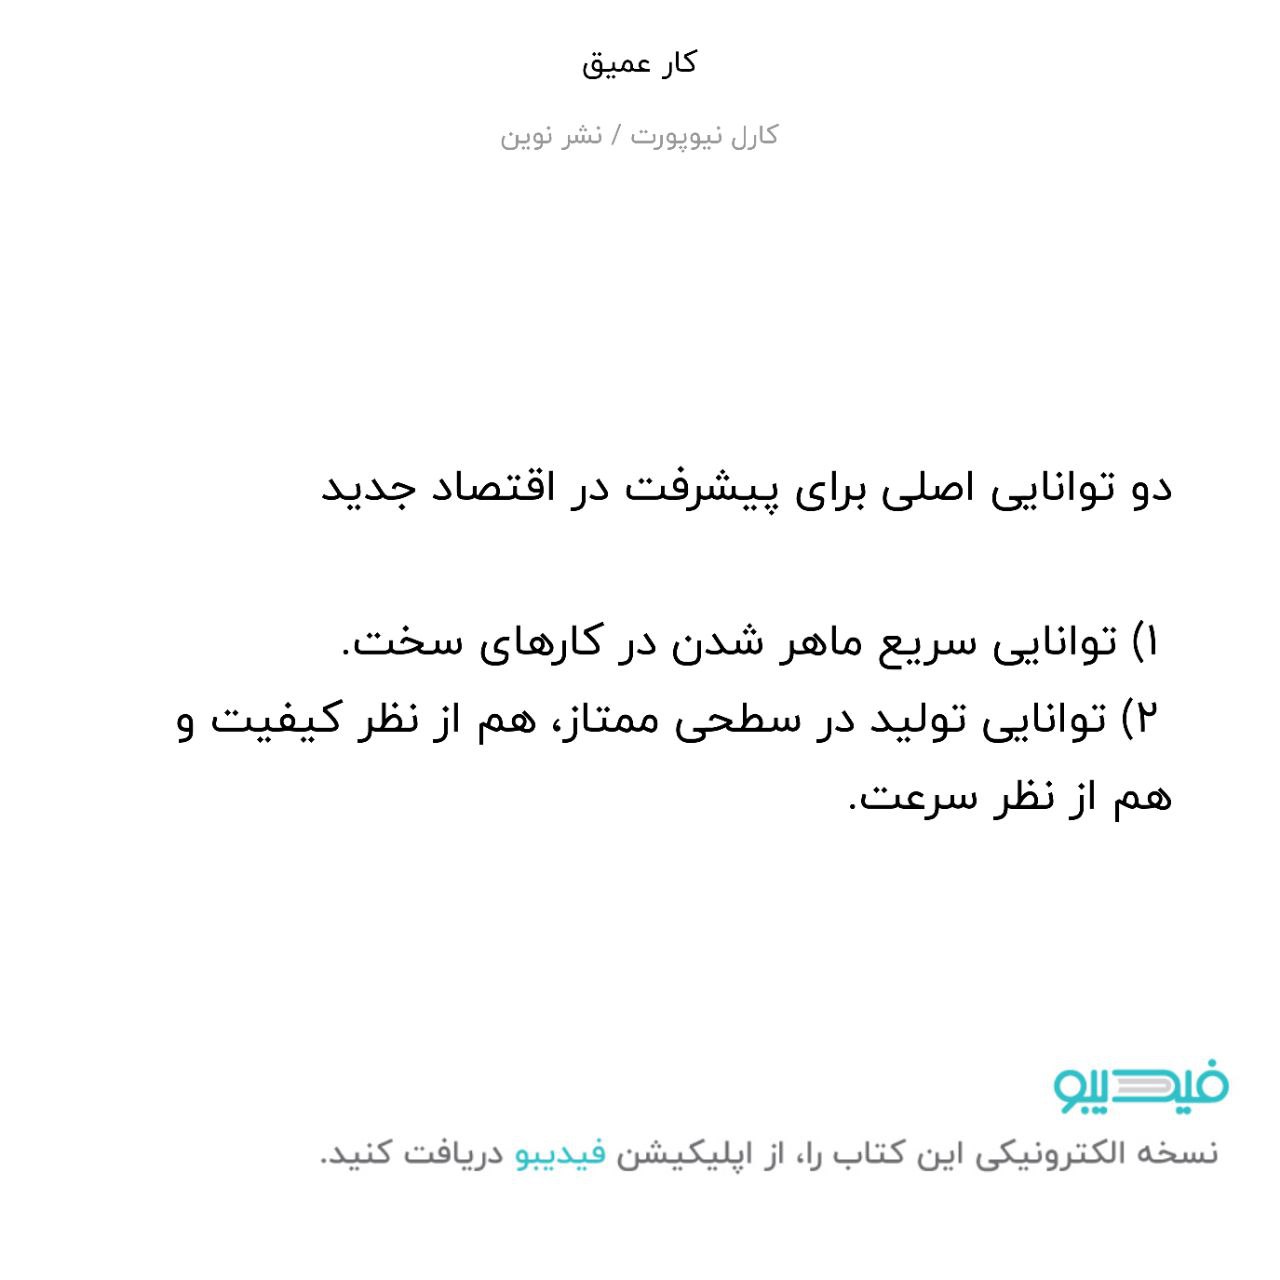 کار عمیق
کارل نیوپورت / نشر نوین
دو توانایی اصلی برای پیشرفت در اقتصاد جدید
۱) توانایی سریع ماهر شدن در کارهای سخت.
۲) توانایی تولید در سطحی ممتاز، هم از نظر کیفیت و
هم از نظر سرعت.
فیدیبو
نسخه الکترونیکی این کتاب را، از اپلیکیشن فیدیبو دریافت کنید.